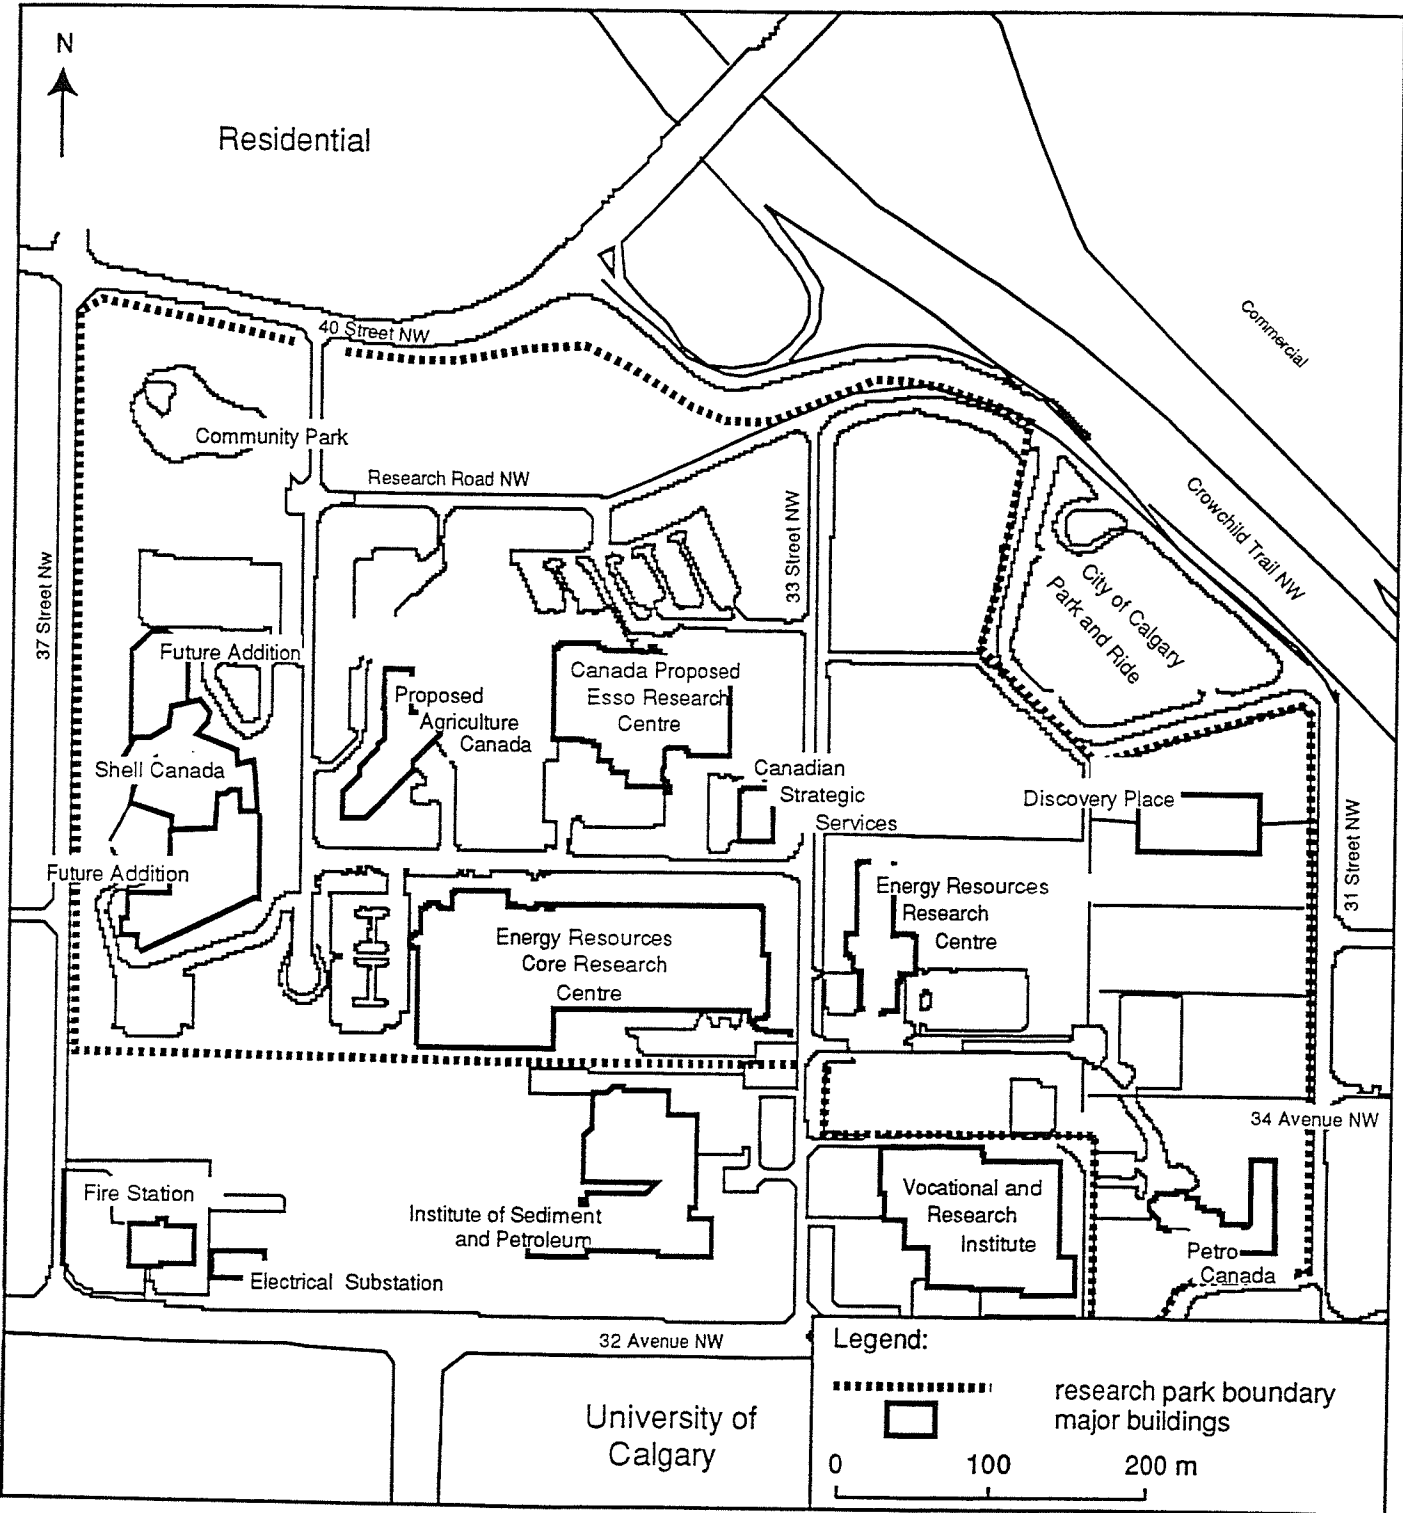 N
Residential
40 Street NW
Commercial
Community Park
Research Road NW
33 Street NW
Crowchild Trail NW
37 Street Nw
City of Calgary
Park and Ride
Future Addition
Canada Proposed
Esso Research
Centre
Proposed
Agriculture
Canada
Shell Canada
Canadian
Strategic
Services
Discovery Place
31 Street NW
Future Addition
Energy Resources
Research
Centre
Energy Resources
Core Research
Centre
34 Avenue NW
Fire Station
Institute of Sediment
and Petroleum
Vocational and
Research
Institute
Petro
Canada
Electrical Substation
32 Avenue NW
University of
Calgary
Legend:
research park boundary
major buildings
0 100 200 m